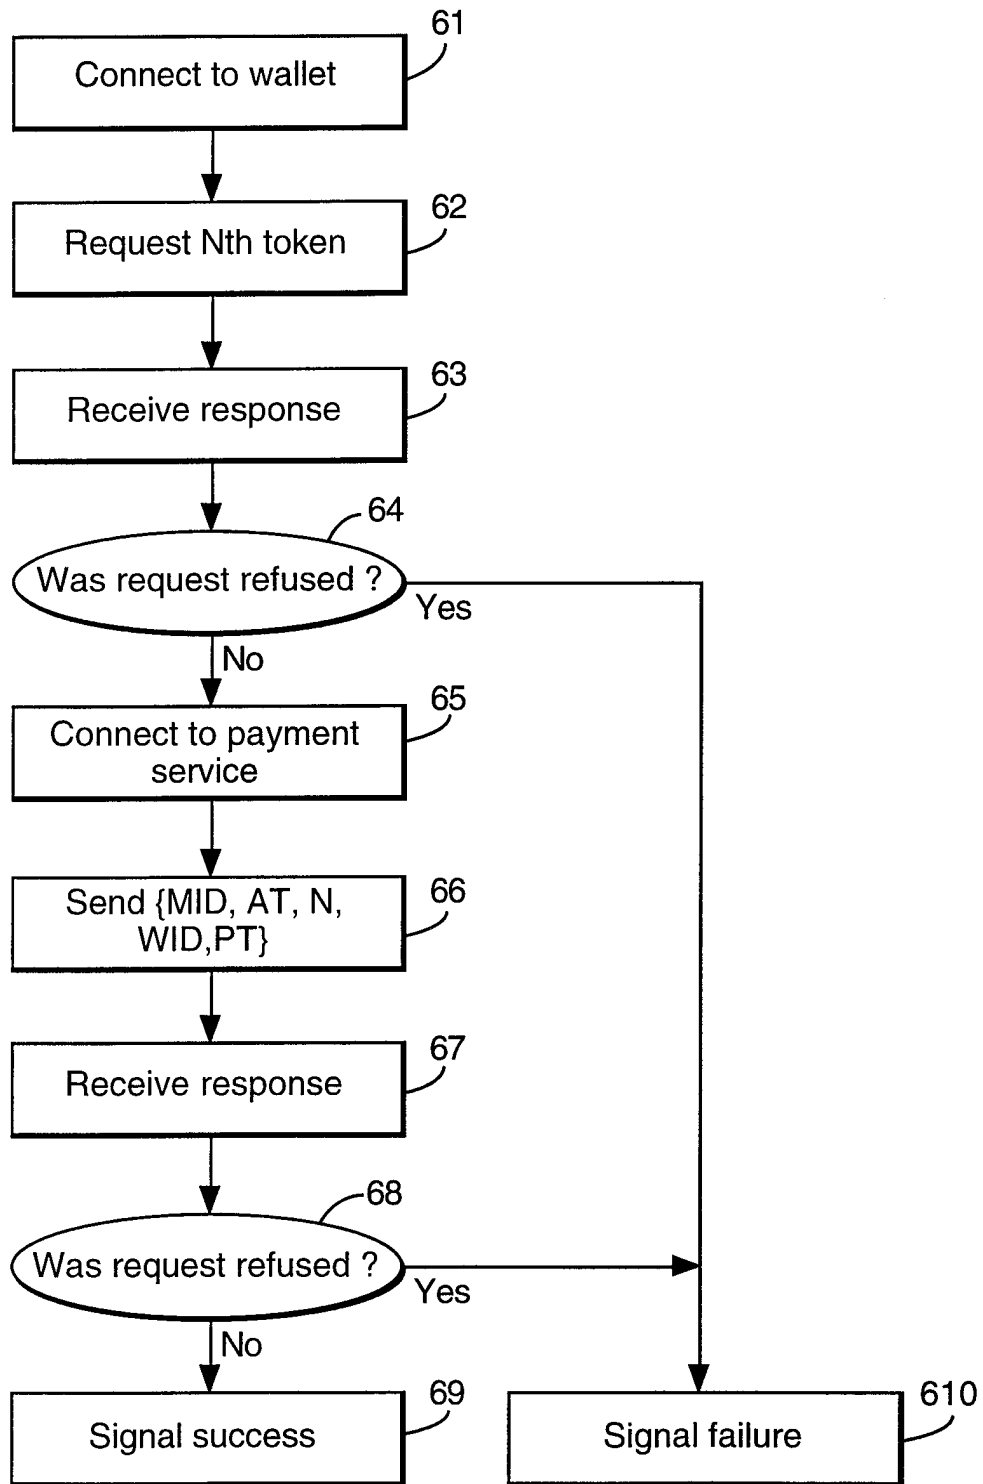 61
Connect to wallet
62
Request Nth token
63
Receive response
64
Was request refused ?
Yes
No
65
Connect to payment
service
66
Send {MID, AT, N,
WID,PT}
67
Receive response
68
Was request refused ?
Yes
No
69
Signal success
610
Signal failure